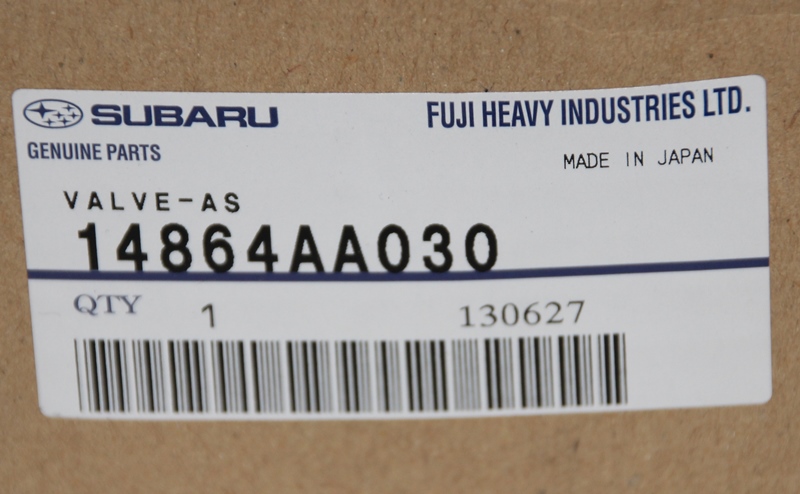 SUBARU FUJI HEAVY INDUSTRIES LTD.
GENUINE PARTS MADE IN JAPAN
VALVE-AS
14864AA030
QTY 1 130627